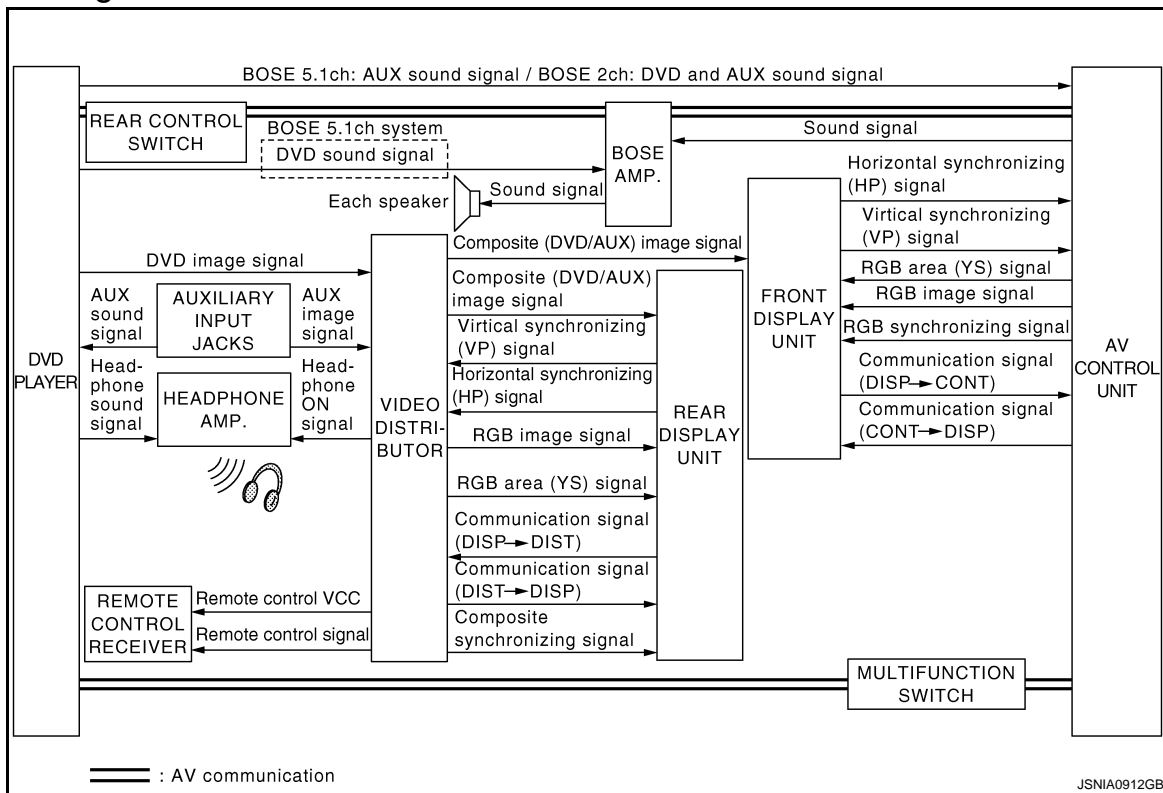 BOSE 5.1ch: AUX sound signal / BOSE 2ch: DVD and AUX sound signal
REAR CONTROL
SWITCH
BOSE 5.1ch system
DVD sound signal
BOSE
AMP.
Sound signal
Each speaker
Sound signal
Horizontal synchronizing
(HP) signal
Virtical synchronizing
(VP) signal
RGB area (YS) signal
RGB image signal
RGB synchronizing signal
Communication signal
(DISP→CONT)
Communication signal
(CONT→DISP)
FRONT
DISPLAY
UNIT
AV
CONTROL
UNIT
Composite (DVD/AUX) image signal
DVD image signal
AUX
sound
signal
AUXILIARY
INPUT
JACKS
AUX
image
signal
DVD
PLAYER
Head-
phone
sound
signal
HEADPHONE
AMP.
Head-
phone
ON
signal
VIDEO
DISTRI-
BUTOR
Composite (DVD/AUX)
image signal
Virtical synchronizing
(VP) signal
Horizontal synchronizing
(HP) signal
RGB image signal
RGB area (YS) signal
Communication signal
(DISP→DIST)
Communication signal
(DIST→DISP)
Composite
synchronizing signal
REAR
DISPLAY
UNIT
REMOTE
CONTROL
RECEIVER
Remote control VCC
Remote control signal
MULTIFUNCTION
SWITCH
: AV communication
JSNIA0912GB